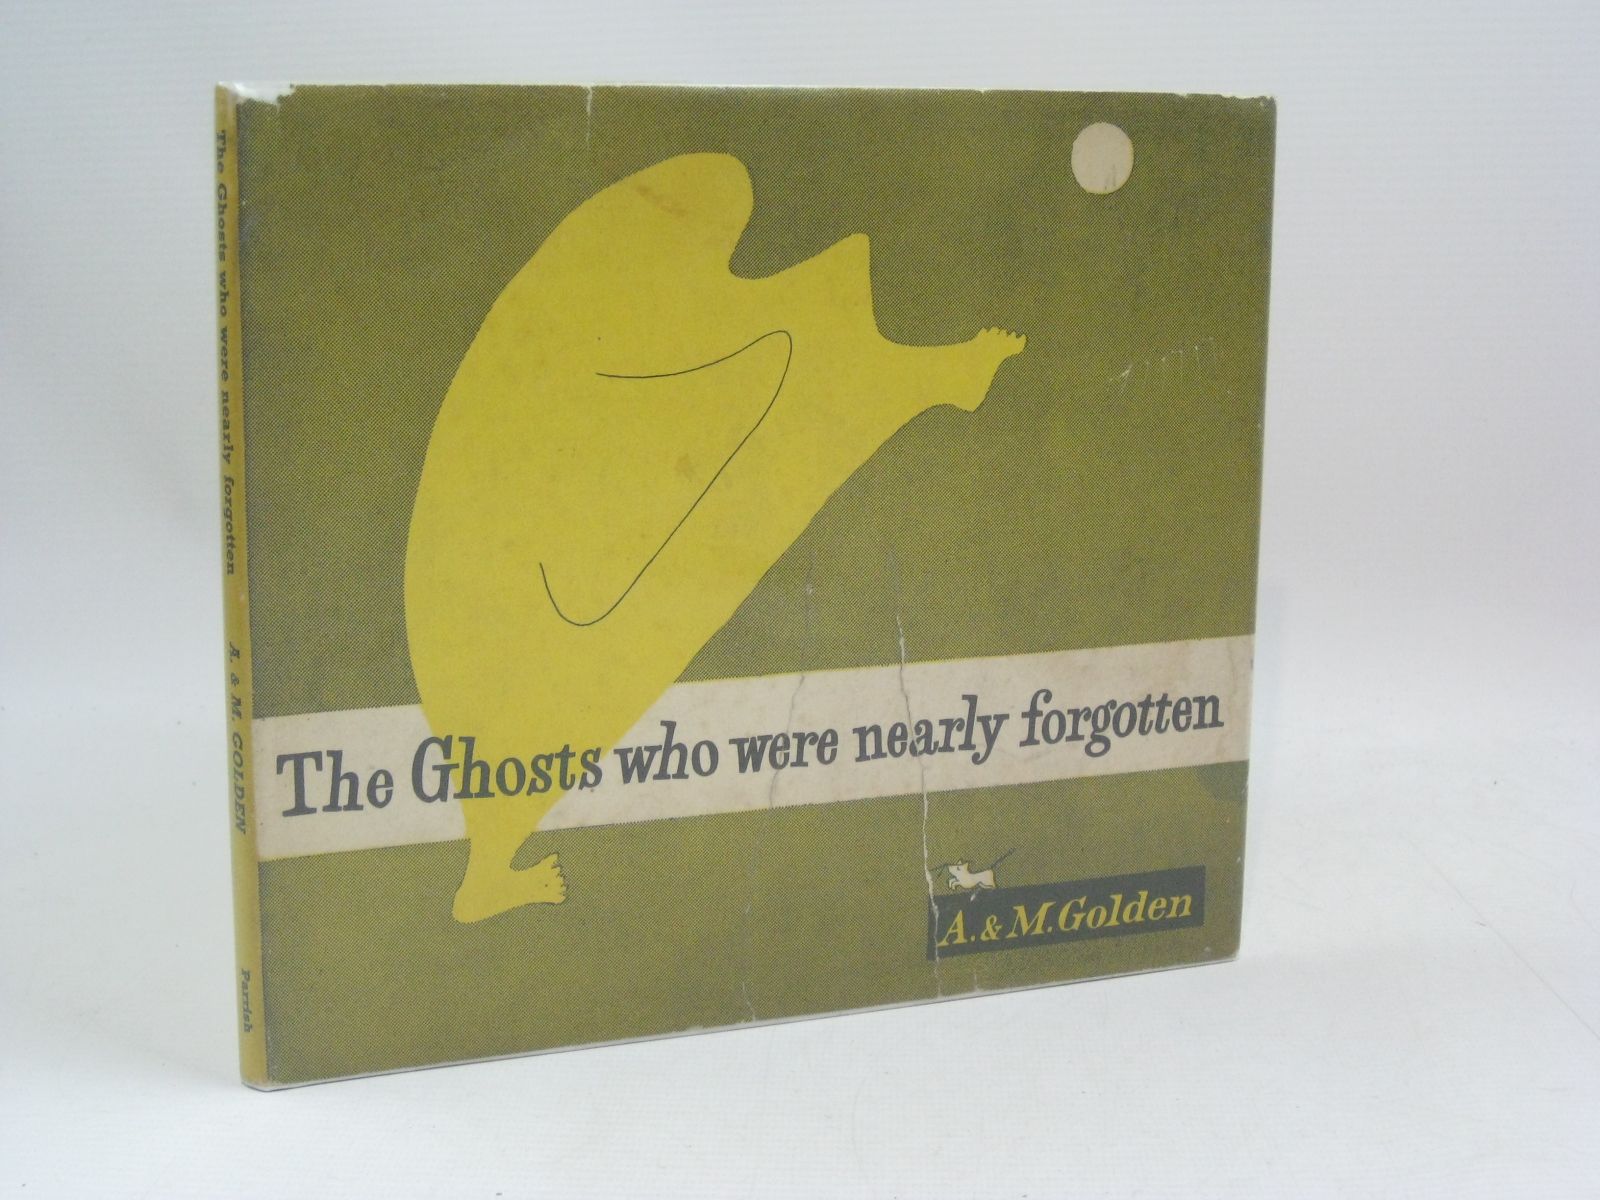 The Ghosts who were nearly forgotten
A. & M. GOLDEN
Parrish
The Ghosts who were nearly forgotten
A. & M. Golden